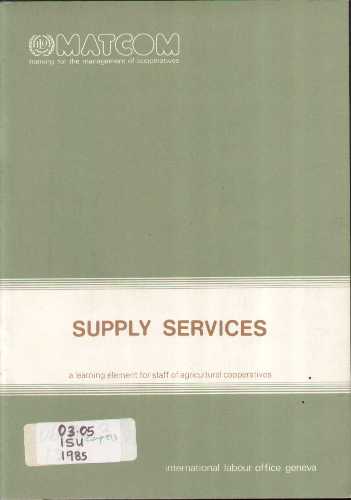 MATCOM
training for the management of cooperatives
SUPPLY SERVICES
a learning element for staff of agricultural cooperatives
03.05
ISU
1985
international labour office geneva